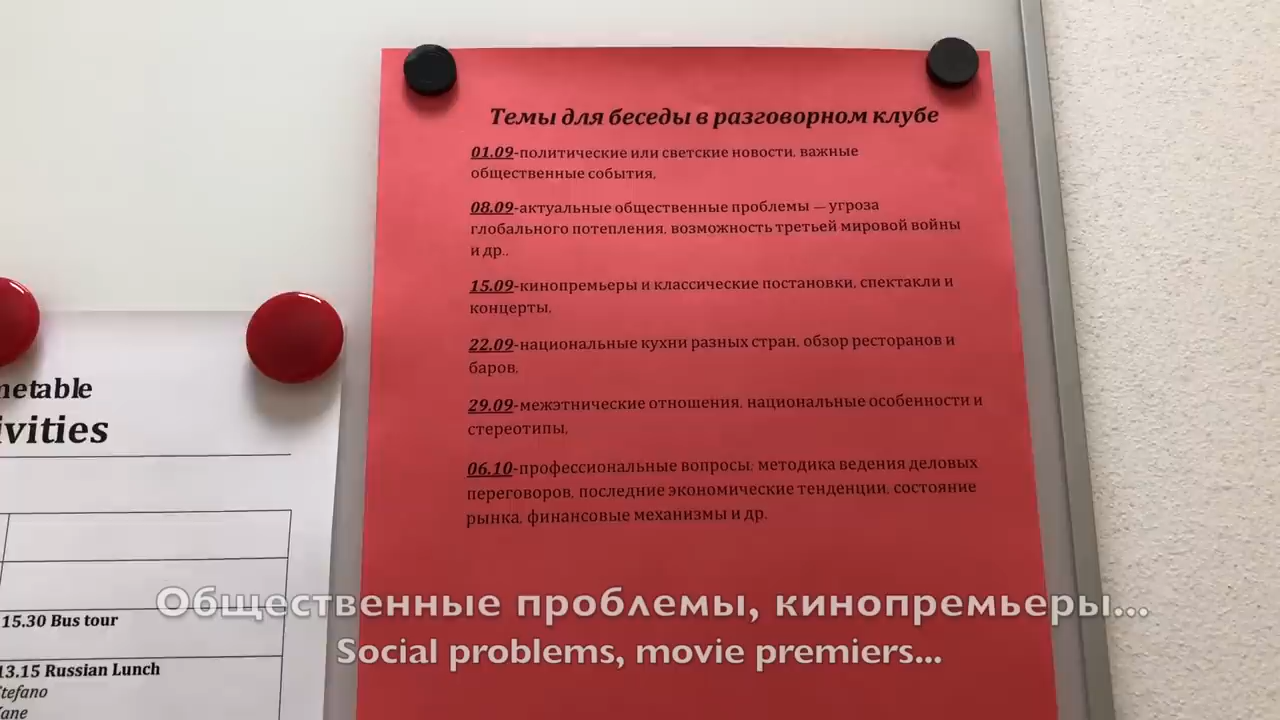 Темы для беседы в разговорном клубе
01.09-политические или светские новости, важные
общественные события,
08.09-актуальные общественные проблемы — угроза
глобального потепления, возможность третьей мировой войны
и др.,
15.09-кинопремьеры и классические постановки, спектакли и
концерты,
22.09-национальные кухни разных стран, обзор ресторанов и
баров,
29.09-межэтнические отношения, национальные особенности и
стереотипы,
06.10-профессиональные вопросы, методика ведения деловых
переговоров, последние экономические тенденции, состояние
рынка, финансовые механизмы и др.
15.30 Bus tour
13.15 Russian Lunch
Общественные проблемы, кинопремьеры...
Social problems, movie premiers...